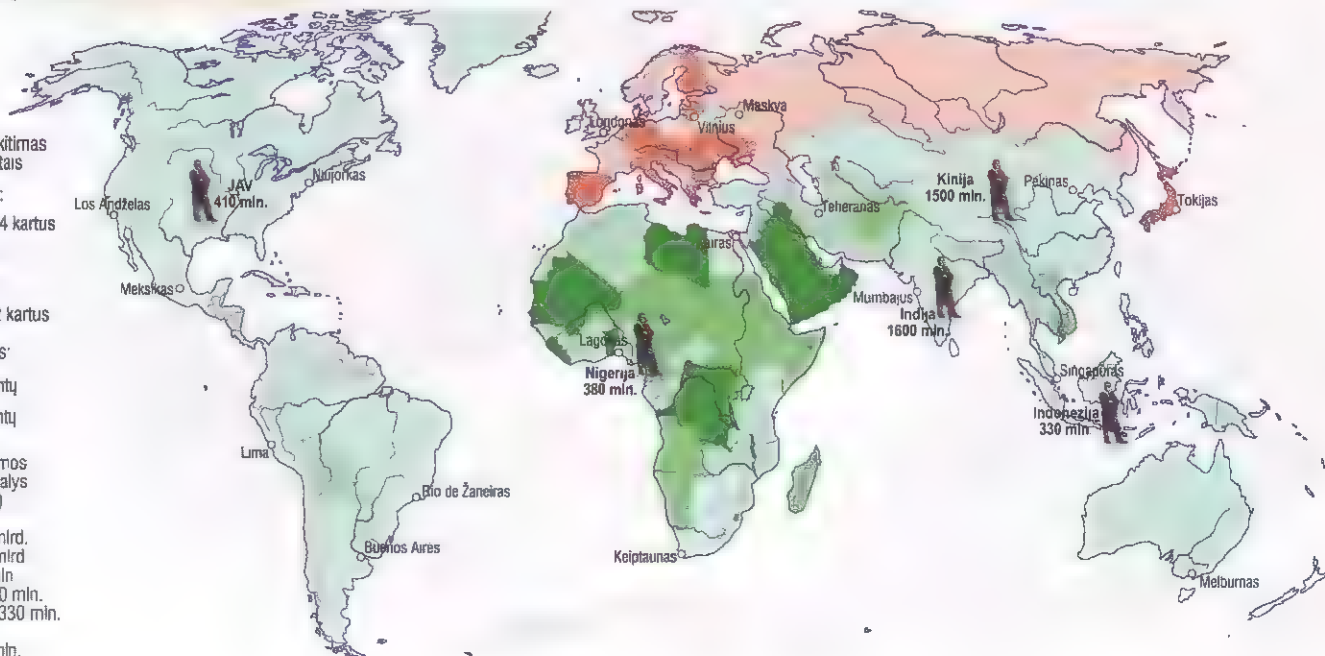 kitimas
tais
:
4 kartus
kartus
s:
ntų
ntų
mos
alys
mlrd.
mlrd
ln
0 mln.
330 mln.
mln.
Los Andželas
JAV
410 mln.
Niujorkas
Meksikas
Lima
Rio de Žaneiras
Buenos Aires
Londonas
Vilnius
Maskva
Teheranas
Kinija
1500 mln.
Pekinas
Tokijas
airas
Mumbajus
Indija
1600 mln.
Lagosas
Nigerija
380 mln.
Singapūras
Indonezija
330 mln
Keiptaunas
Melburnas